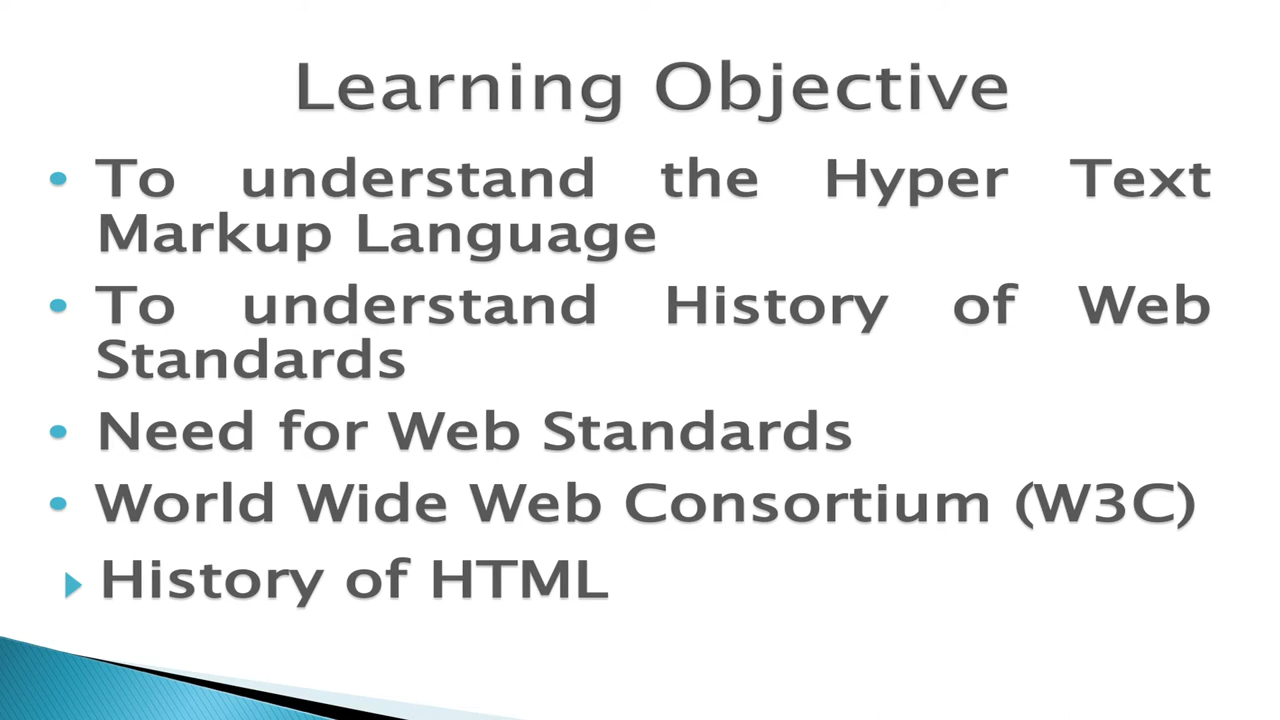 Learning Objective
• To understand the Hyper Text
Markup Language
• To understand History of Web
Standards
• Need for Web Standards
• World Wide Web Consortium (W3C)
History of HTML